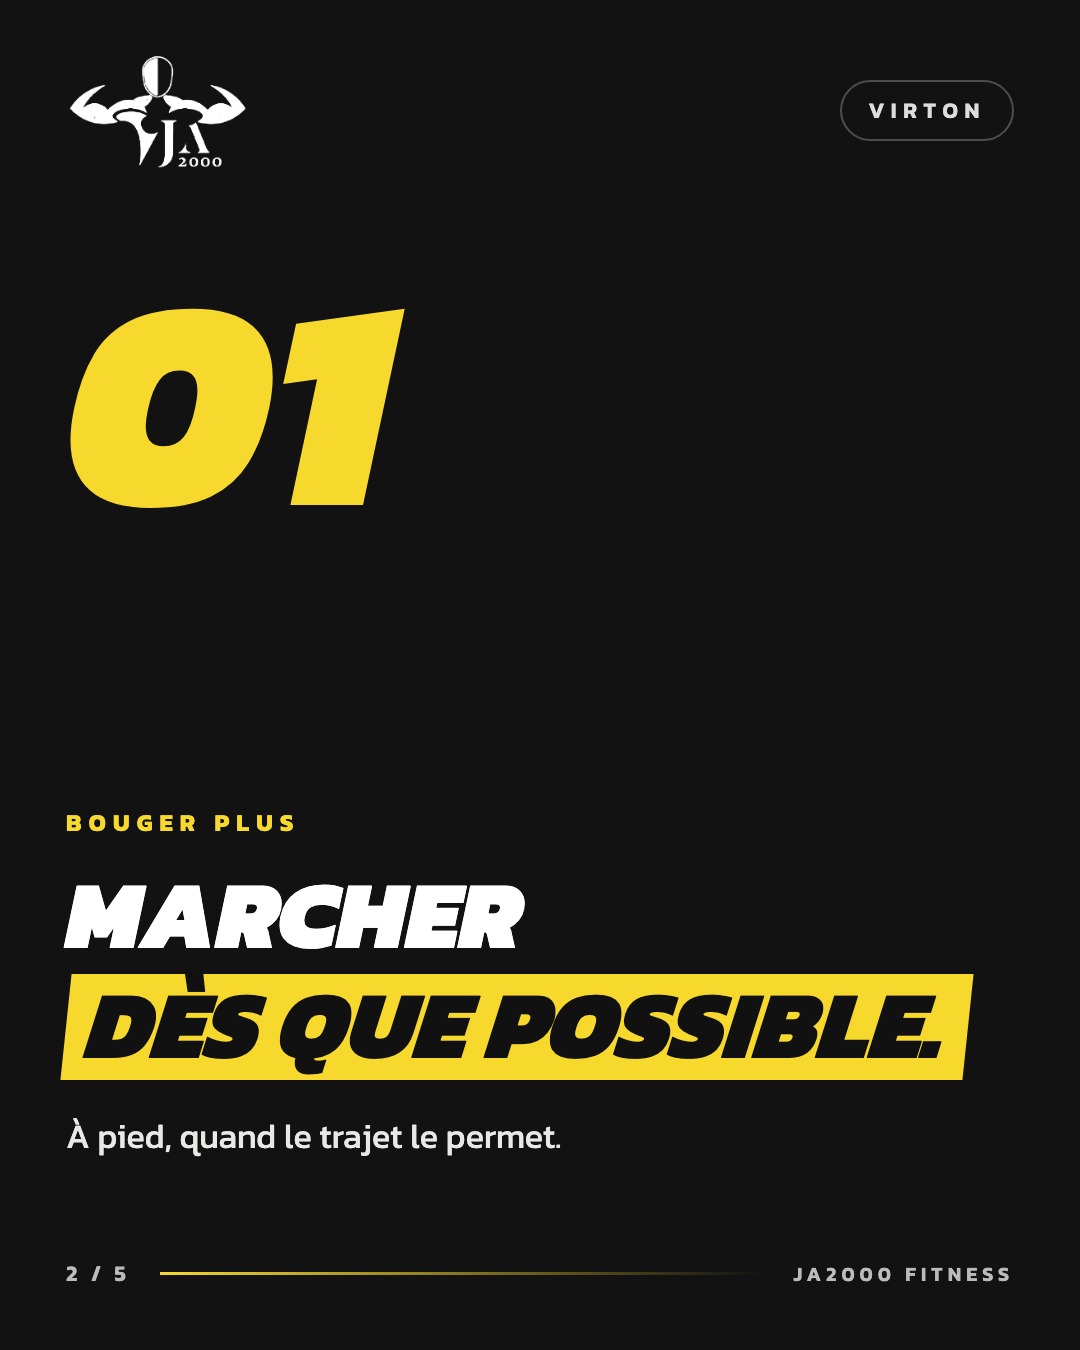 JA
2000
VIRTON
01
BOUGER PLUS
MARCHER
DÈS QUE POSSIBLE.
À pied, quand le trajet le permet.
2 / 5
JA2000 FITNESS